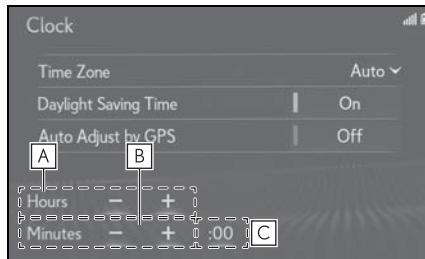 Clock
Time Zone Auto
Daylight Saving Time On
Auto Adjust by GPS Off
A B
Hours − +
Minutes − + :00 C